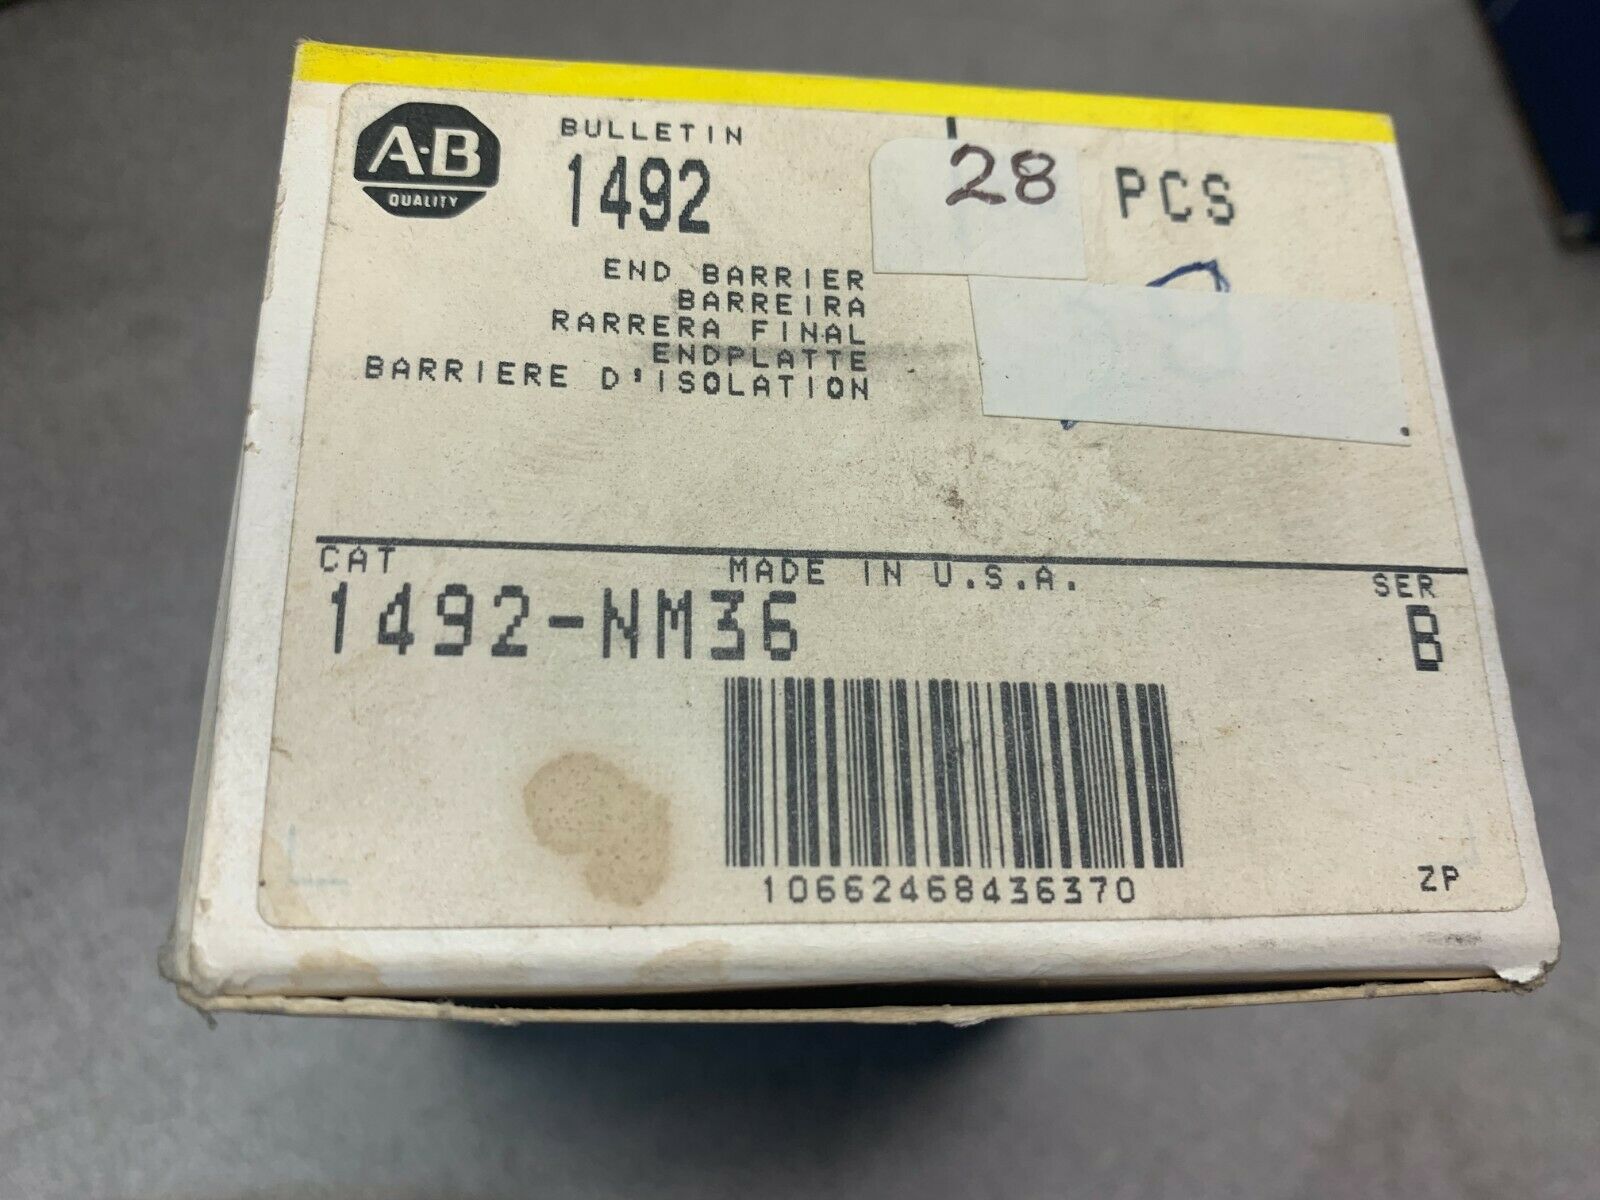 A-B
QUALITY
BULLETIN
1492
28 PCS
END BARRIER
BARREIRA
RARRERA FINAL
ENDPLATTE
BARRIERE D'ISOLATION
CAT
MADE IN U.S.A.
SER
1492-NM36
B
10662468436370
ZP